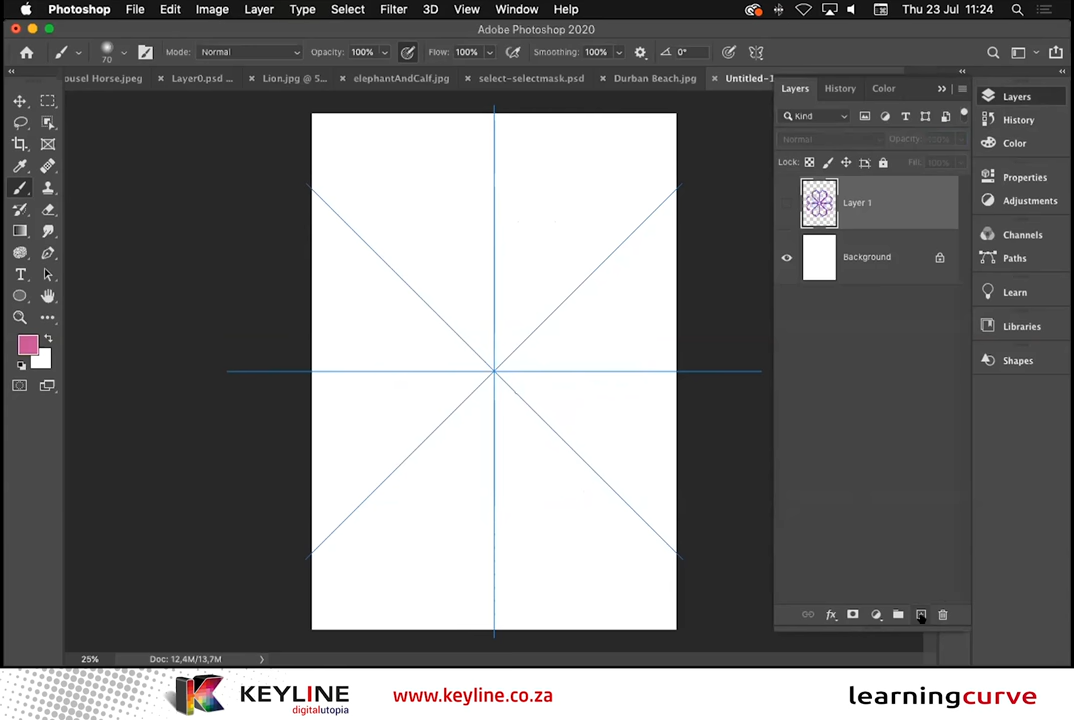 Photoshop File Edit Image Layer Type Select Filter 3D View Window Help Thu 23 Jul 11:24
Adobe Photoshop 2020
70 Mode: Normal Opacity: 100% Flow: 100% Smoothing: 100% 0°
ousel Horse.jpeg × Layer0.psd ... × Lion.jpg @ 5... × elephantAndCalf.jpg × select-selectmask.psd × Durban Beach.jpg × Untitled-1
Layers History Color
Kind
Normal Opacity: 100%
Lock: Fill: 100%
Layer 1
Background
Layers
History
Color
Properties
Adjustments
Channels
Paths
Learn
Libraries
Shapes
25% Doc: 12,4M/13,7M
KEYLINE
digitalutopia
www.keyline.co.za
learningcurve